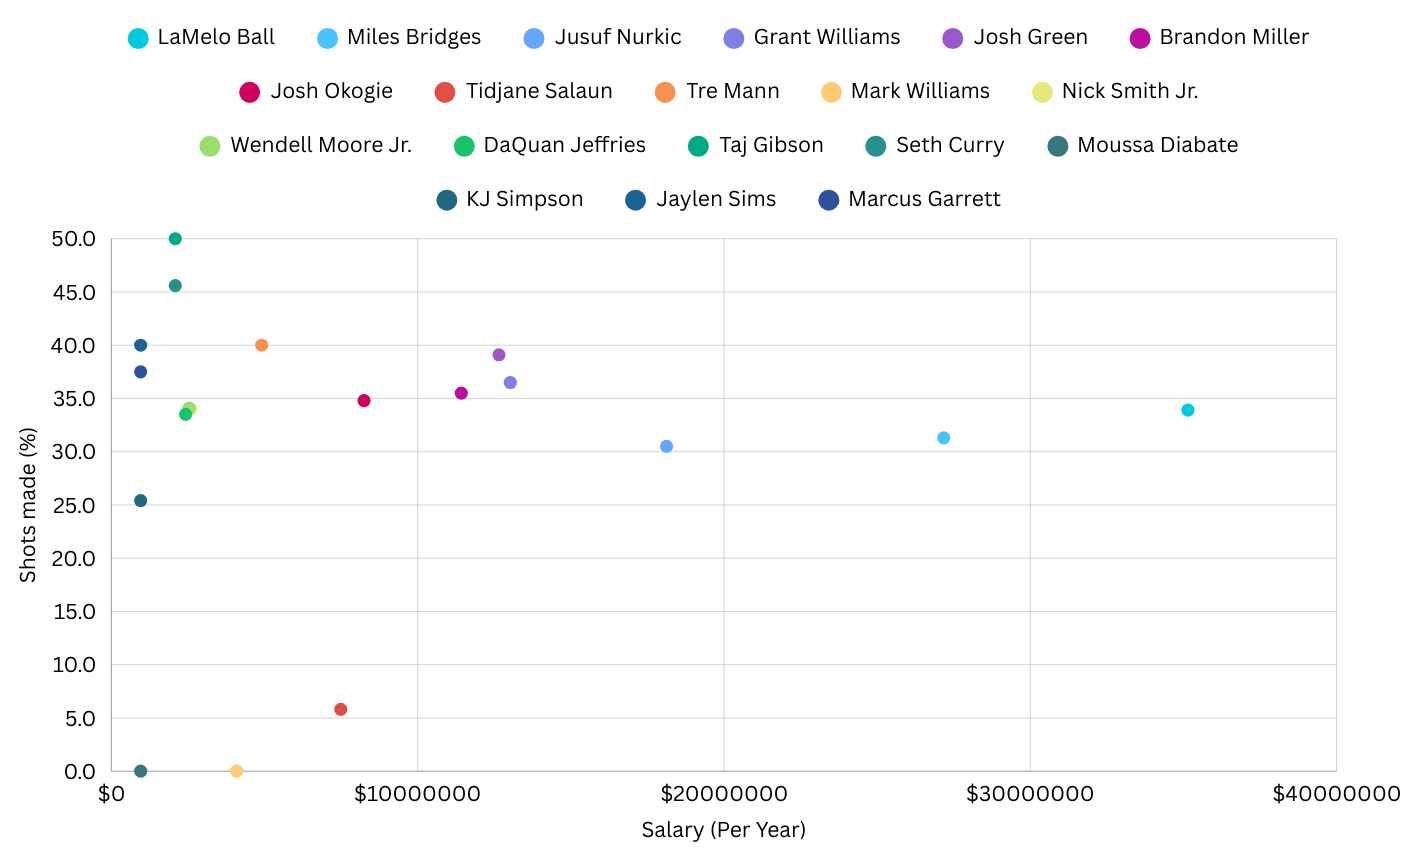 LaMelo Ball Miles Bridges Jusuf Nurkic Grant Williams Josh Green Brandon Miller
Josh Okogie Tidjane Salaun Tre Mann Mark Williams Nick Smith Jr.
Wendell Moore Jr. DaQuan Jeffries Taj Gibson Seth Curry Moussa Diabate
KJ Simpson Jaylen Sims Marcus Garrett
50.0
45.0
40.0
35.0
30.0
25.0
20.0
15.0
10.0
5.0
0.0
Shots made (%)
$0 $10000000 $20000000 $30000000 $40000000
Salary (Per Year)